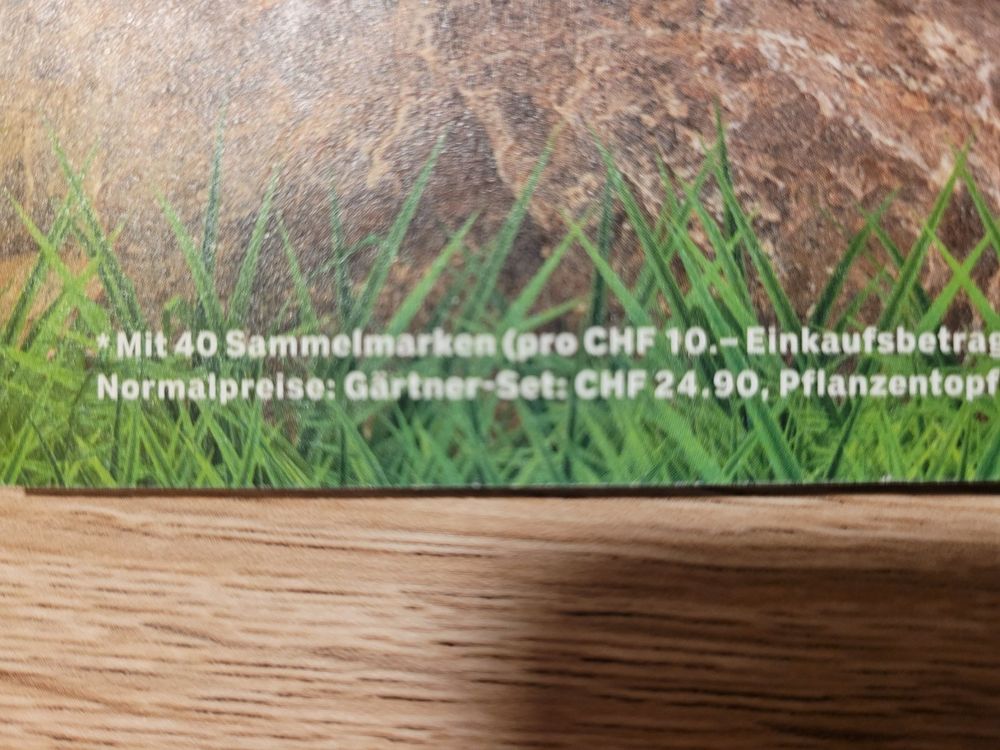 *Mit 40 Sammelmarken (pro CHF 10.– Einkaufsbetrag
Normalpreise: Gärtner-Set: CHF 24.90, Pflanzentopf